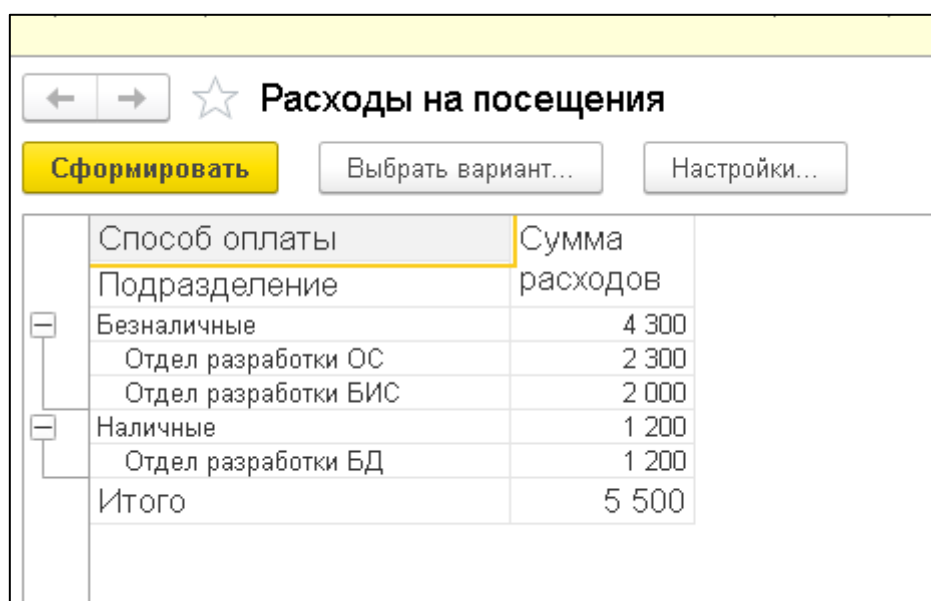 Расходы на посещения
Сформировать Выбрать вариант... Настройки...
Способ оплаты Сумма расходов
Подразделение
Безналичные 4 300
Отдел разработки ОС 2 300
Отдел разработки БИС 2 000
Наличные 1 200
Отдел разработки БД 1 200
Итого 5 500